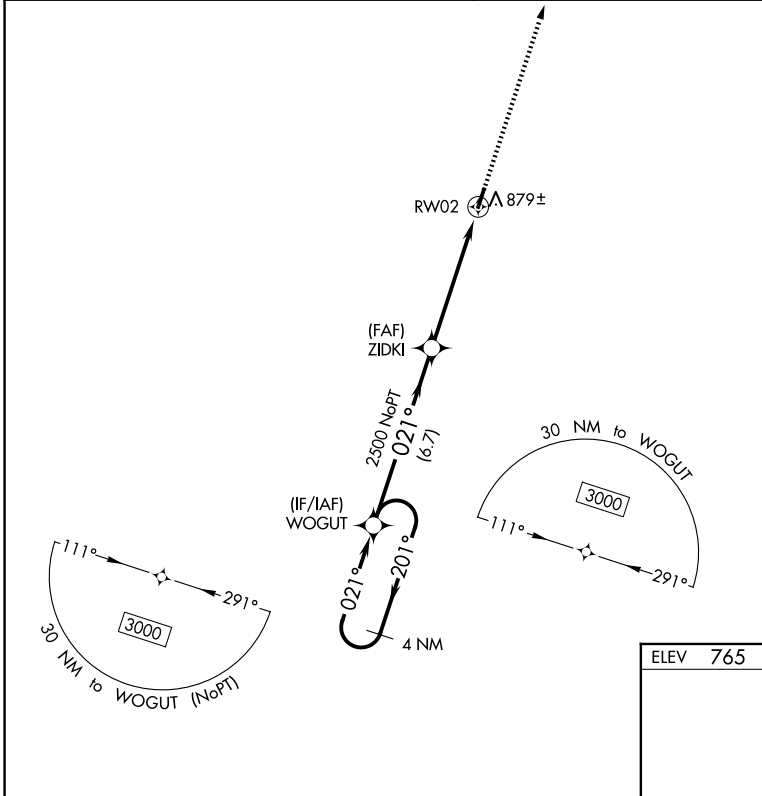 RW02
879±
(FAF)
ZIDKI
2500 NoPT
021°
(6.7)
30 NM to WOGUT
3000
111°
291°
(IF/IAF)
WOGUT
021°
201°
4 NM
111°
291°
3000
30 NM to WOGUT (NoPT)
ELEV 765